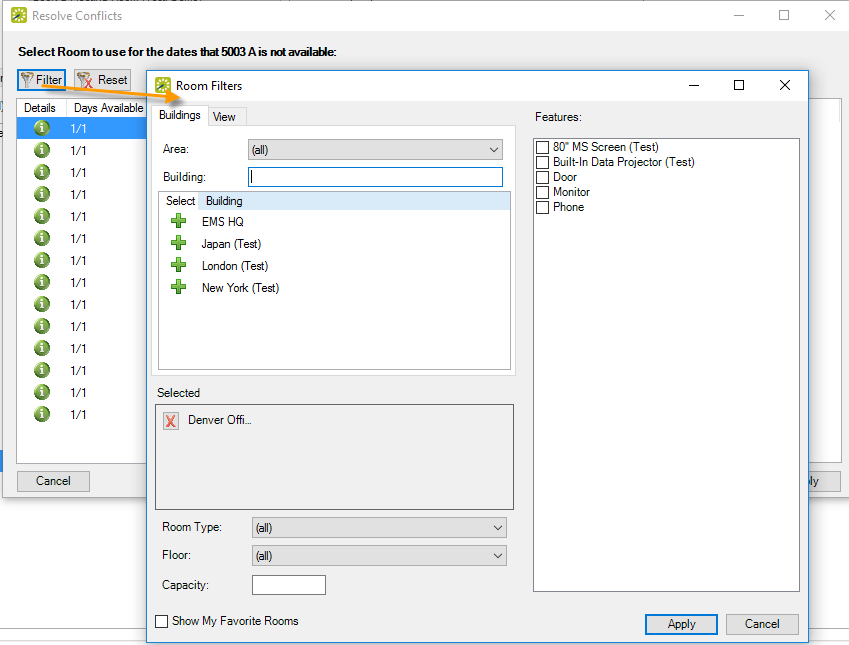 Resolve Conflicts
Select Room to use for the dates that 5003 A is not available:
Filter
Reset
Details Days Available
1/1
1/1
1/1
1/1
1/1
1/1
1/1
1/1
1/1
1/1
1/1
1/1
1/1
1/1
Cancel
Room Filters
Buildings View
Area: (all)
Building:
Select Building
EMS HQ
Japan (Test)
London (Test)
New York (Test)
Selected
Denver Offi...
Room Type: (all)
Floor: (all)
Capacity:
Show My Favorite Rooms
Features:
80" MS Screen (Test)
Built-In Data Projector (Test)
Door
Monitor
Phone
Apply Cancel